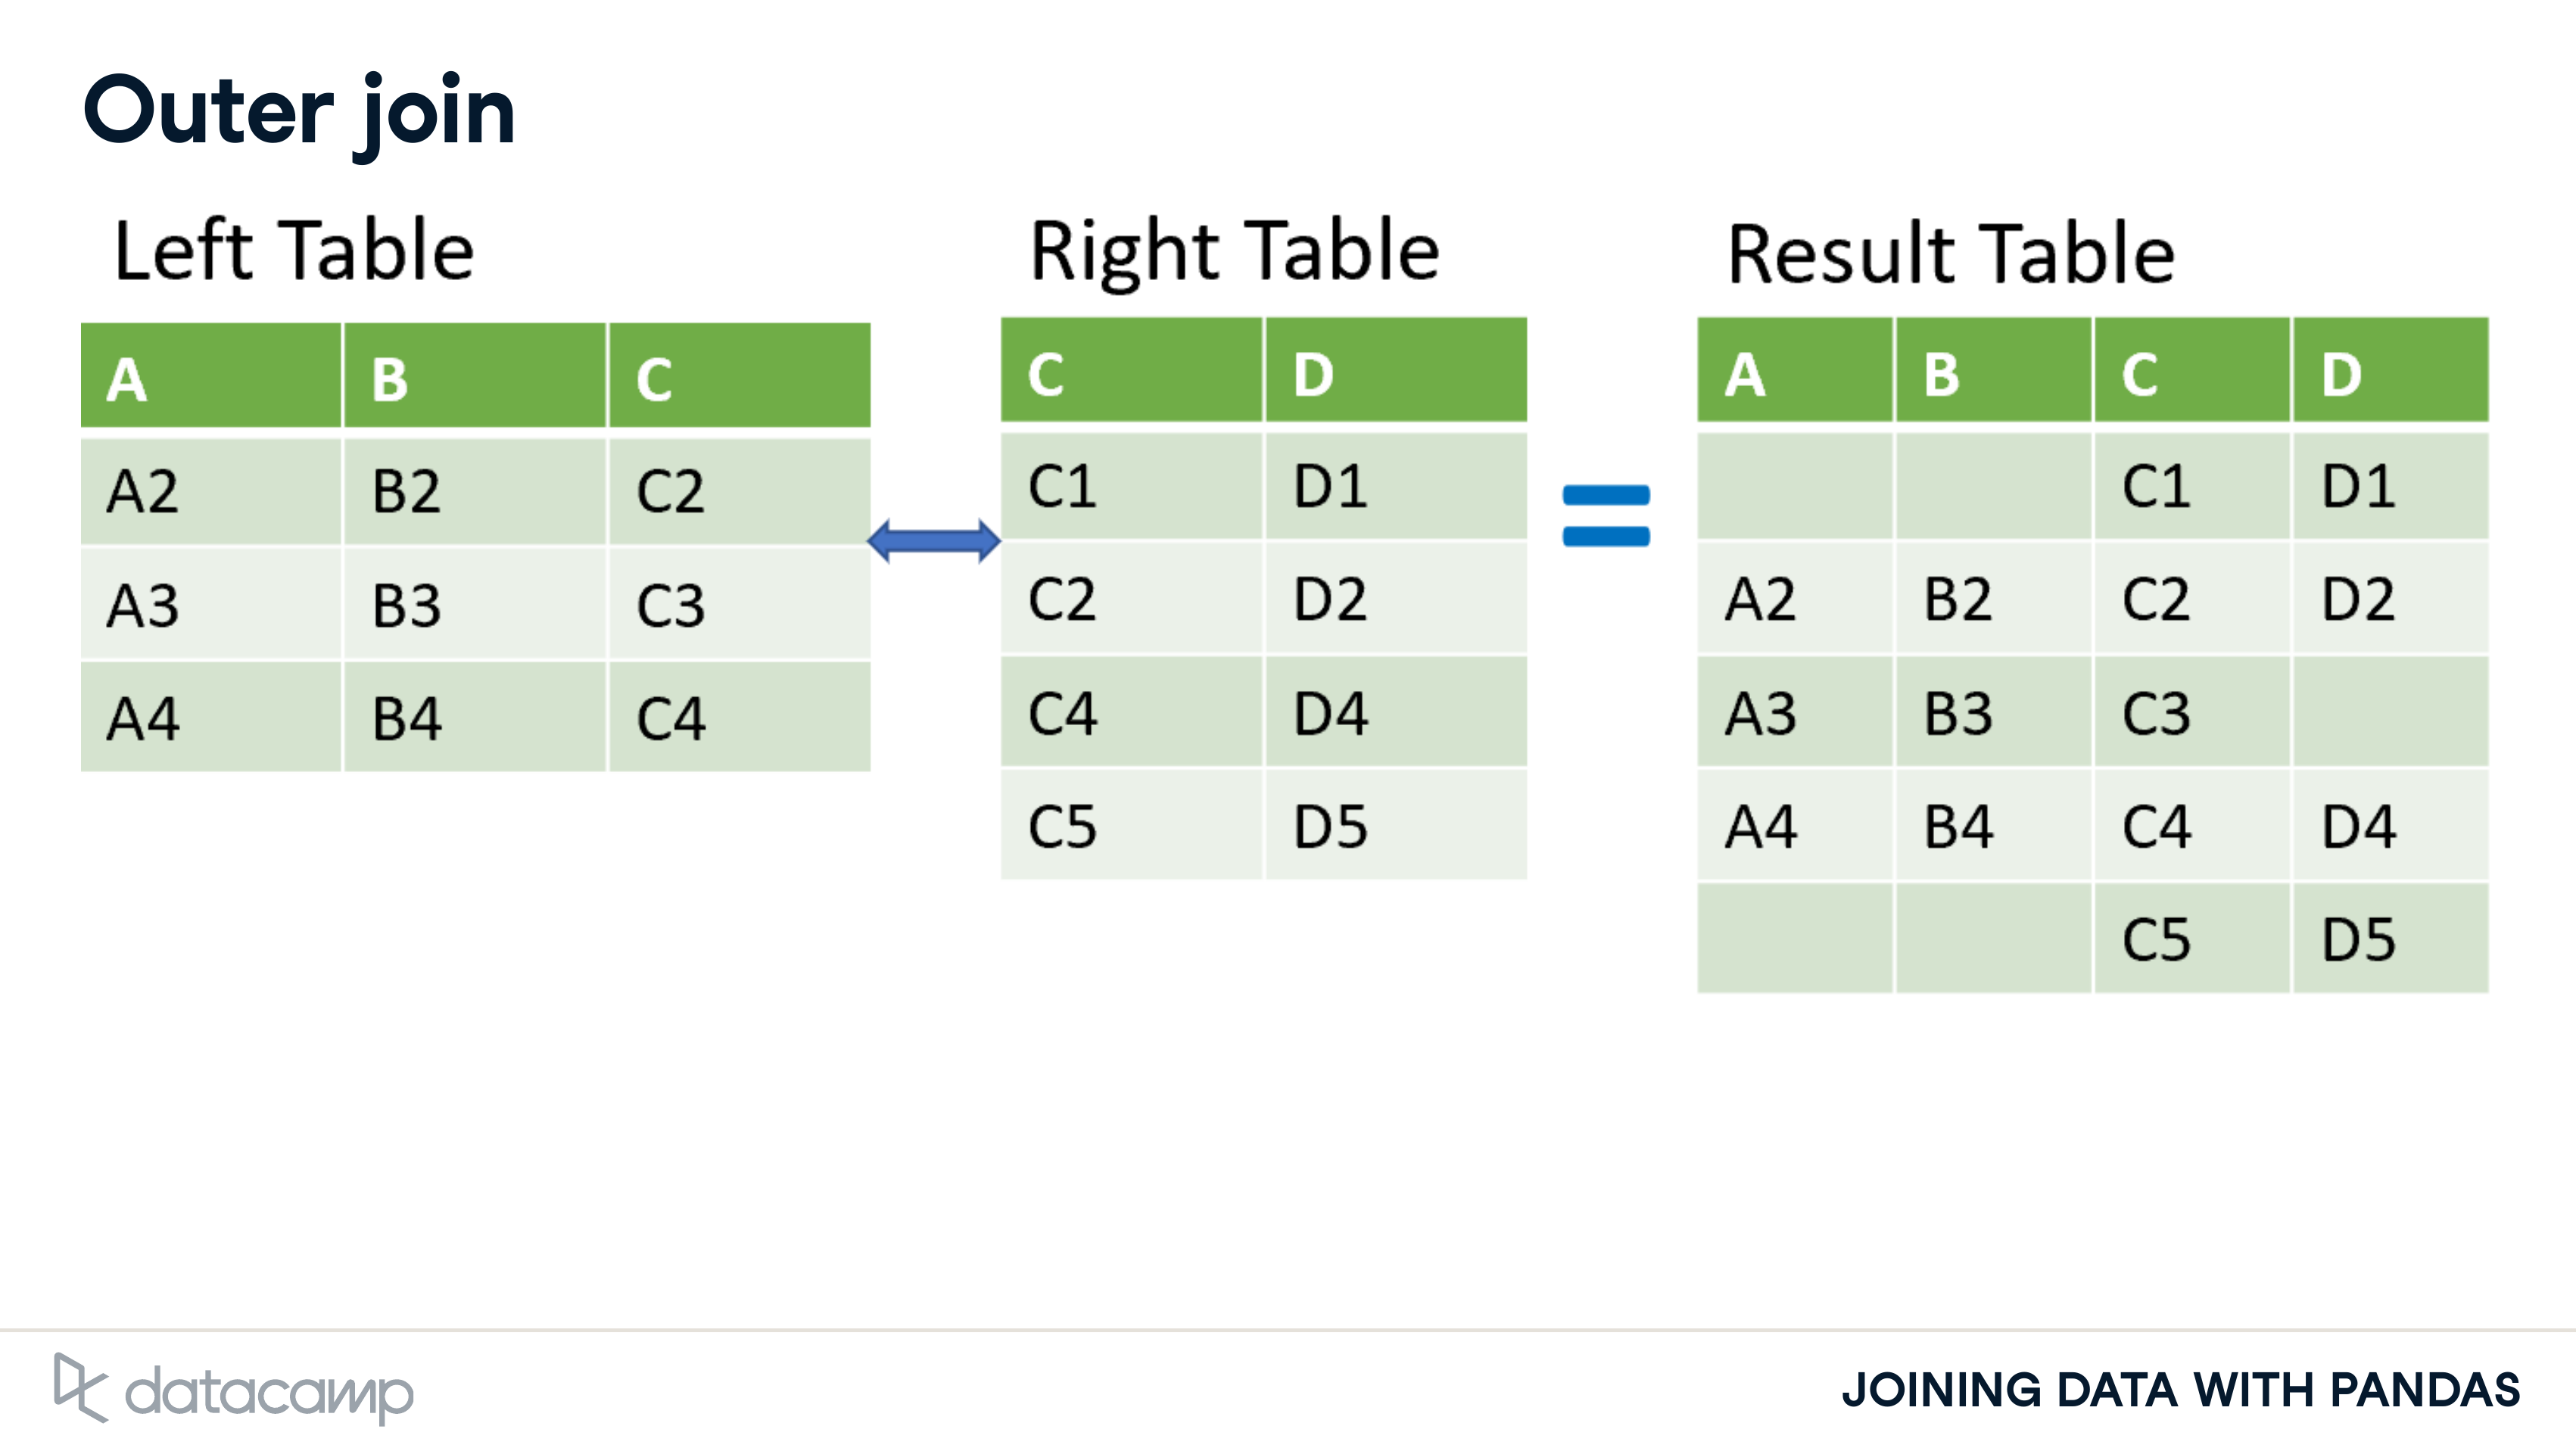 Outer join
Left Table
A B C
A2 B2 C2
A3 B3 C3
A4 B4 C4
Right Table
C D
C1 D1
C2 D2
C4 D4
C5 D5
=
Result Table
A B C D
C1 D1
A2 B2 C2 D2
A3 B3 C3
A4 B4 C4 D4
C5 D5
datacamp
JOINING DATA WITH PANDAS